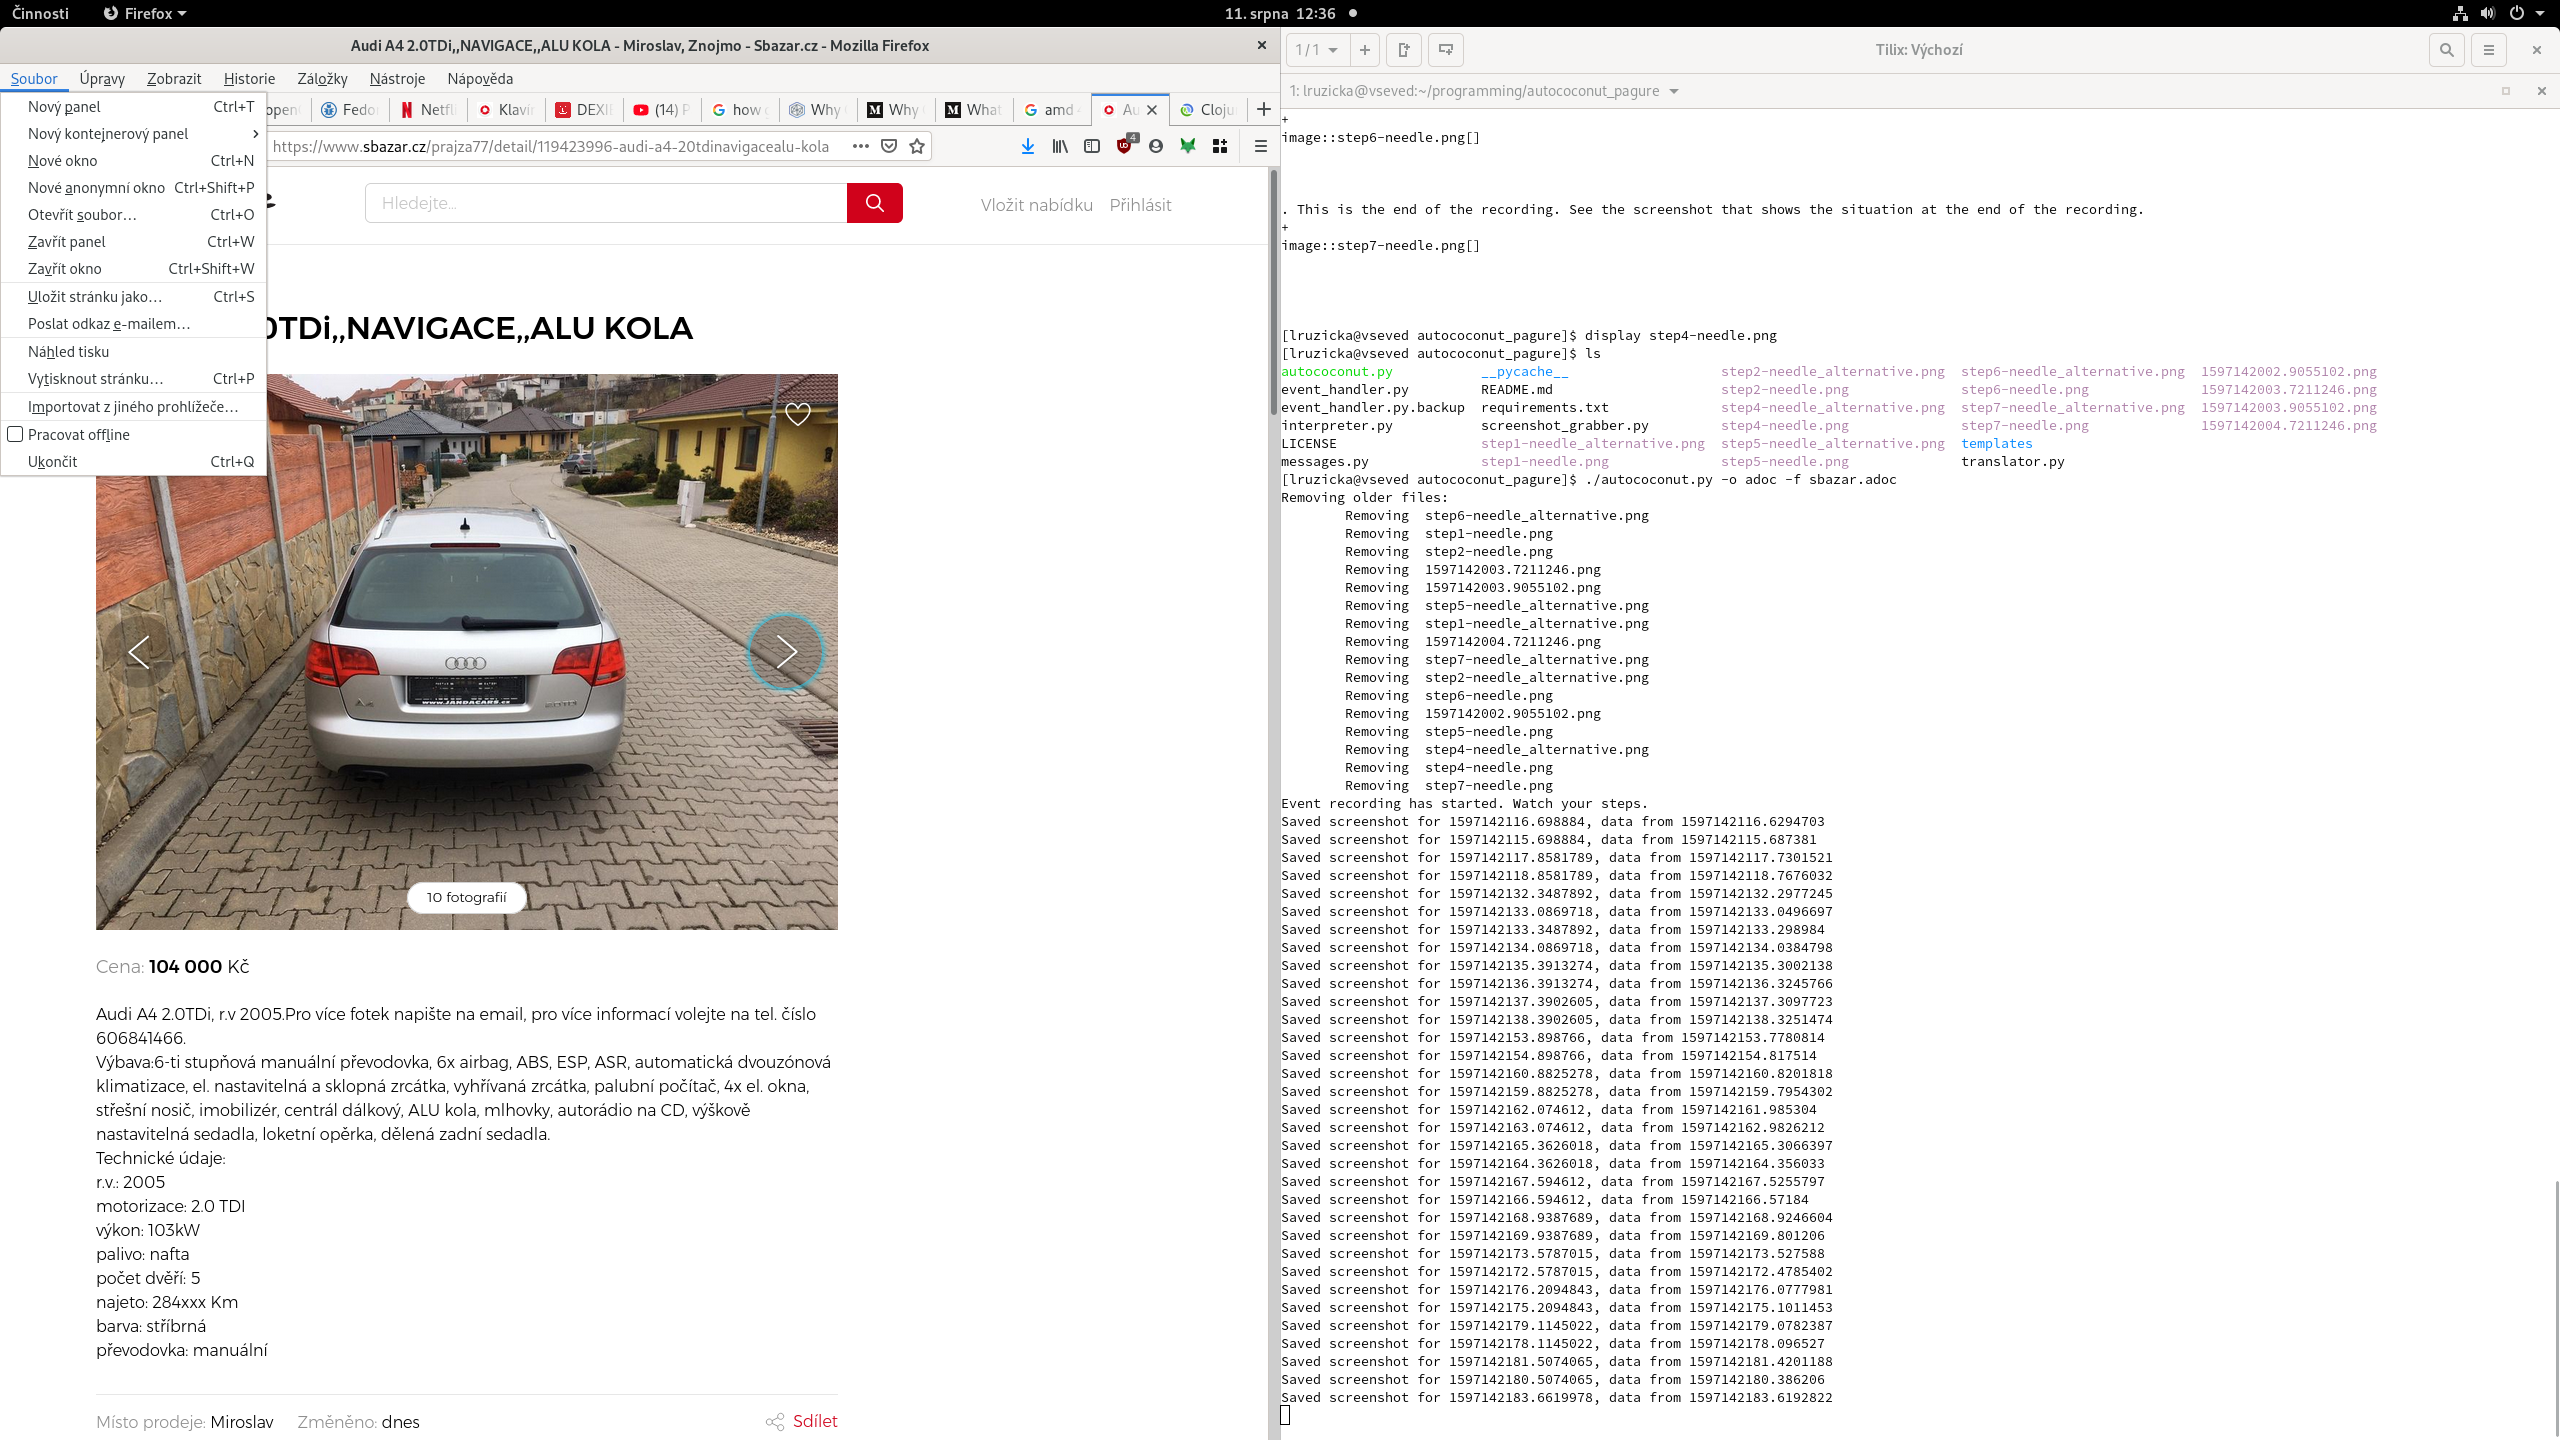 Činnosti
Firefox
11. srpna 12:36
Audi A4 2.0TDi,,NAVIGACE,,ALU KOLA - Miroslav, Znojmo - Sbazar.cz - Mozilla Firefox
Soubor Úpravy Zobrazit Historie Záložky Nástroje Nápověda
Nový panel Ctrl+T
Nový kontejnerový panel
Nové okno Ctrl+N
Nové anonymní okno Ctrl+Shift+P
Otevřít soubor… Ctrl+O
Zavřít panel Ctrl+W
Zavřít okno Ctrl+Shift+W
Uložit stránku jako… Ctrl+S
Poslat odkaz e-mailem…
Náhled tisku
Vytisknout stránku… Ctrl+P
Importovat z jiného prohlížeče…
Pracovat offline
Ukončit Ctrl+Q
open Fedo Netfl Klavír DEXIE (14) P how Why Why What amd Au Cloju
https://www.sbazar.cz/prajza77/detail/119423996-audi-a4-20tdinavigacealu-kola
4
Hledejte...
Vložit nabídku Přihlásit
0TDi,,NAVIGACE,,ALU KOLA
www.JANDACARS.cz
10 fotografií
Cena: 104 000 Kč
Audi A4 2.0TDi, r.v 2005.Pro více fotek napište na email, pro více informací volejte na tel. číslo
606841466.
Výbava:6-ti stupňová manuální převodovka, 6x airbag, ABS, ESP, ASR, automatická dvouzónová
klimatizace, el. nastavitelná a sklopná zrcátka, vyhřívaná zrcátka, palubní počítač, 4x el. okna,
střešní nosič, imobilizér, centrál dálkový, ALU kola, mlhovky, autorádio na CD, výškově
nastavitelná sedadla, loketní opěrka, dělená zadní sedadla.
Technické údaje:
r.v.: 2005
motorizace: 2.0 TDI
výkon: 103kW
palivo: nafta
počet dvěří: 5
najeto: 284xxx Km
barva: stříbrná
převodovka: manuální
Místo prodeje: Miroslav Změněno: dnes Sdílet
1 / 1
Tilix: Výchozí
1: lruzicka@vseved:~/programming/autococonut_pagure
+
image::step6-needle.png[]
. This is the end of the recording. See the screenshot that shows the situation at the end of the recording.
+
image::step7-needle.png[]
[lruzicka@vseved autococonut_pagure]$ display step4-needle.png
[lruzicka@vseved autococonut_pagure]$ ls
autococonut.py __pycache__ step2-needle_alternative.png step6-needle_alternative.png 1597142002.9055102.png
event_handler.py README.md step2-needle.png step6-needle.png 1597142003.7211246.png
event_handler.py.backup requirements.txt step4-needle_alternative.png step7-needle_alternative.png 1597142003.9055102.png
interpreter.py screenshot_grabber.py step4-needle.png step7-needle.png 1597142004.7211246.png
LICENSE step1-needle_alternative.png step5-needle_alternative.png templates
messages.py step1-needle.png step5-needle.png translator.py
[lruzicka@vseved autococonut_pagure]$ ./autococonut.py -o adoc -f sbazar.adoc
Removing older files:
Removing step6-needle_alternative.png
Removing step1-needle.png
Removing step2-needle.png
Removing 1597142003.7211246.png
Removing 1597142003.9055102.png
Removing step5-needle_alternative.png
Removing step1-needle_alternative.png
Removing 1597142004.7211246.png
Removing step7-needle_alternative.png
Removing step2-needle_alternative.png
Removing step6-needle.png
Removing 1597142002.9055102.png
Removing step5-needle.png
Removing step4-needle_alternative.png
Removing step4-needle.png
Removing step7-needle.png
Event recording has started. Watch your steps.
Saved screenshot for 1597142116.698884, data from 1597142116.6294703
Saved screenshot for 1597142115.698884, data from 1597142115.687381
Saved screenshot for 1597142117.8581789, data from 1597142117.7301521
Saved screenshot for 1597142118.8581789, data from 1597142118.7676032
Saved screenshot for 1597142132.3487892, data from 1597142132.2977245
Saved screenshot for 1597142133.0869718, data from 1597142133.0496697
Saved screenshot for 1597142133.3487892, data from 1597142133.298984
Saved screenshot for 1597142134.0869718, data from 1597142134.0384798
Saved screenshot for 1597142135.3913274, data from 1597142135.3002138
Saved screenshot for 1597142136.3913274, data from 1597142136.3245766
Saved screenshot for 1597142137.3902605, data from 1597142137.3097723
Saved screenshot for 1597142138.3902605, data from 1597142138.3251474
Saved screenshot for 1597142153.898766, data from 1597142153.7780814
Saved screenshot for 1597142154.898766, data from 1597142154.817514
Saved screenshot for 1597142160.8825278, data from 1597142160.8201818
Saved screenshot for 1597142159.8825278, data from 1597142159.7954302
Saved screenshot for 1597142162.074612, data from 1597142161.985304
Saved screenshot for 1597142163.074612, data from 1597142162.9826212
Saved screenshot for 1597142165.3626018, data from 1597142165.3066397
Saved screenshot for 1597142164.3626018, data from 1597142164.356033
Saved screenshot for 1597142167.594612, data from 1597142167.5255797
Saved screenshot for 1597142166.594612, data from 1597142166.57184
Saved screenshot for 1597142168.9387689, data from 1597142168.9246604
Saved screenshot for 1597142169.9387689, data from 1597142169.801206
Saved screenshot for 1597142173.5787015, data from 1597142173.527588
Saved screenshot for 1597142172.5787015, data from 1597142172.4785402
Saved screenshot for 1597142176.2094843, data from 1597142176.0777981
Saved screenshot for 1597142175.2094843, data from 1597142175.1011453
Saved screenshot for 1597142179.1145022, data from 1597142179.0782387
Saved screenshot for 1597142178.1145022, data from 1597142178.096527
Saved screenshot for 1597142181.5074065, data from 1597142181.4201188
Saved screenshot for 1597142180.5074065, data from 1597142180.386206
Saved screenshot for 1597142183.6619978, data from 1597142183.6192822